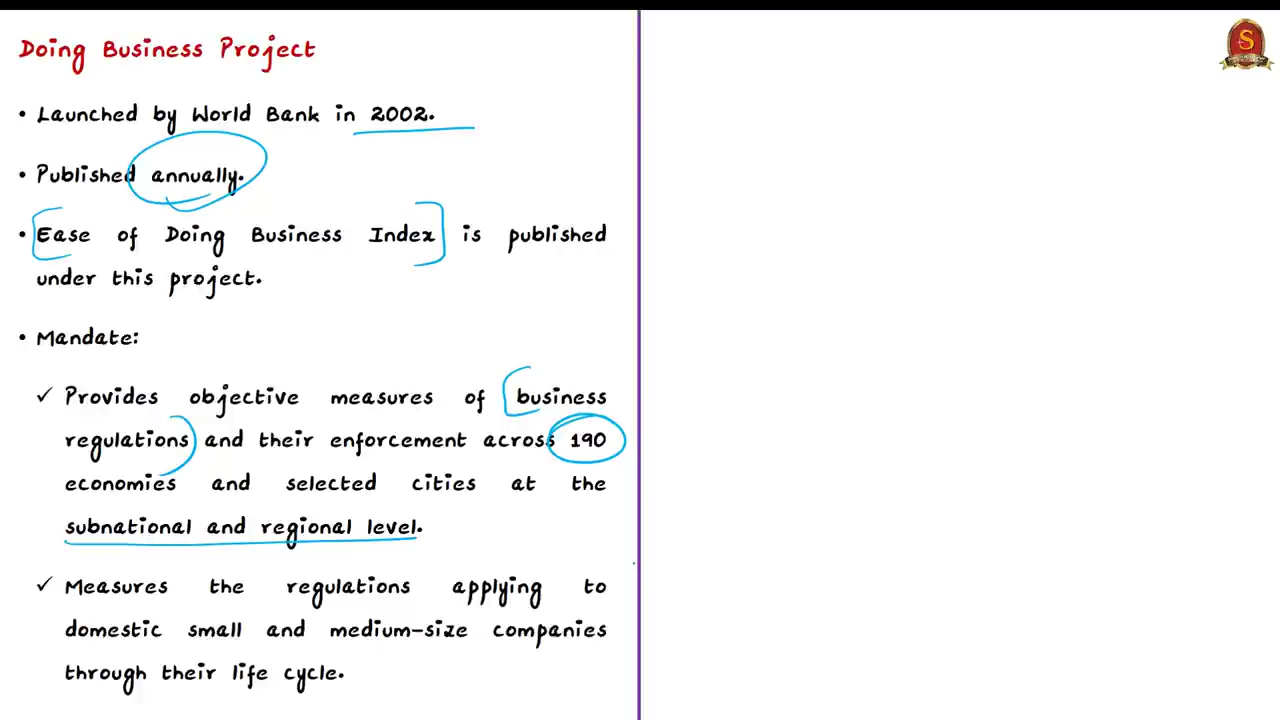 Doing Business Project
• Launched by World Bank in 2002.
• Published annually.
• Ease of Doing Business Index is published
under this project.
• Mandate:
✓ Provides objective measures of business
regulations and their enforcement across 190
economies and selected cities at the
subnational and regional level.
✓ Measures the regulations applying to
domestic small and medium-size companies
through their life cycle.
S